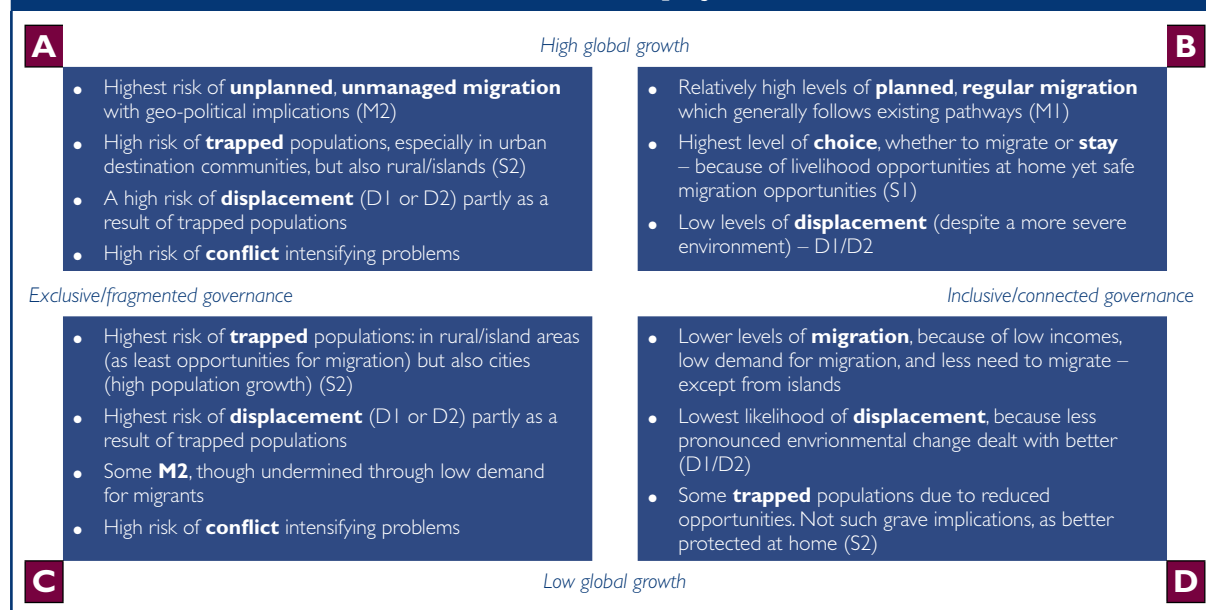 A
High global growth
B
• Highest risk of unplanned, unmanaged migration
with geo-political implications (M2)
• High risk of trapped populations, especially in urban
destination communities, but also rural/islands (S2)
• A high risk of displacement (D1 or D2) partly as a
result of trapped populations
• High risk of conflict intensifying problems
• Relatively high levels of planned, regular migration
which generally follows existing pathways (M1)
• Highest level of choice, whether to migrate or stay
– because of livelihood opportunities at home yet safe
migration opportunities (S1)
• Low levels of displacement (despite a more severe
environment) – D1/D2
Exclusive/fragmented governance
Inclusive/connected governance
• Highest risk of trapped populations: in rural/island areas
(as least opportunities for migration) but also cities
(high population growth) (S2)
• Highest risk of displacement (D1 or D2) partly as a
result of trapped populations
• Some M2, though undermined through low demand
for migrants
• High risk of conflict intensifying problems
• Lower levels of migration, because of low incomes,
low demand for migration, and less need to migrate –
except from islands
• Lowest likelihood of displacement, because less
pronounced envrionmental change dealt with better
(D1/D2)
• Some trapped populations due to reduced
opportunities. Not such grave implications, as better
protected at home (S2)
C
Low global growth
D